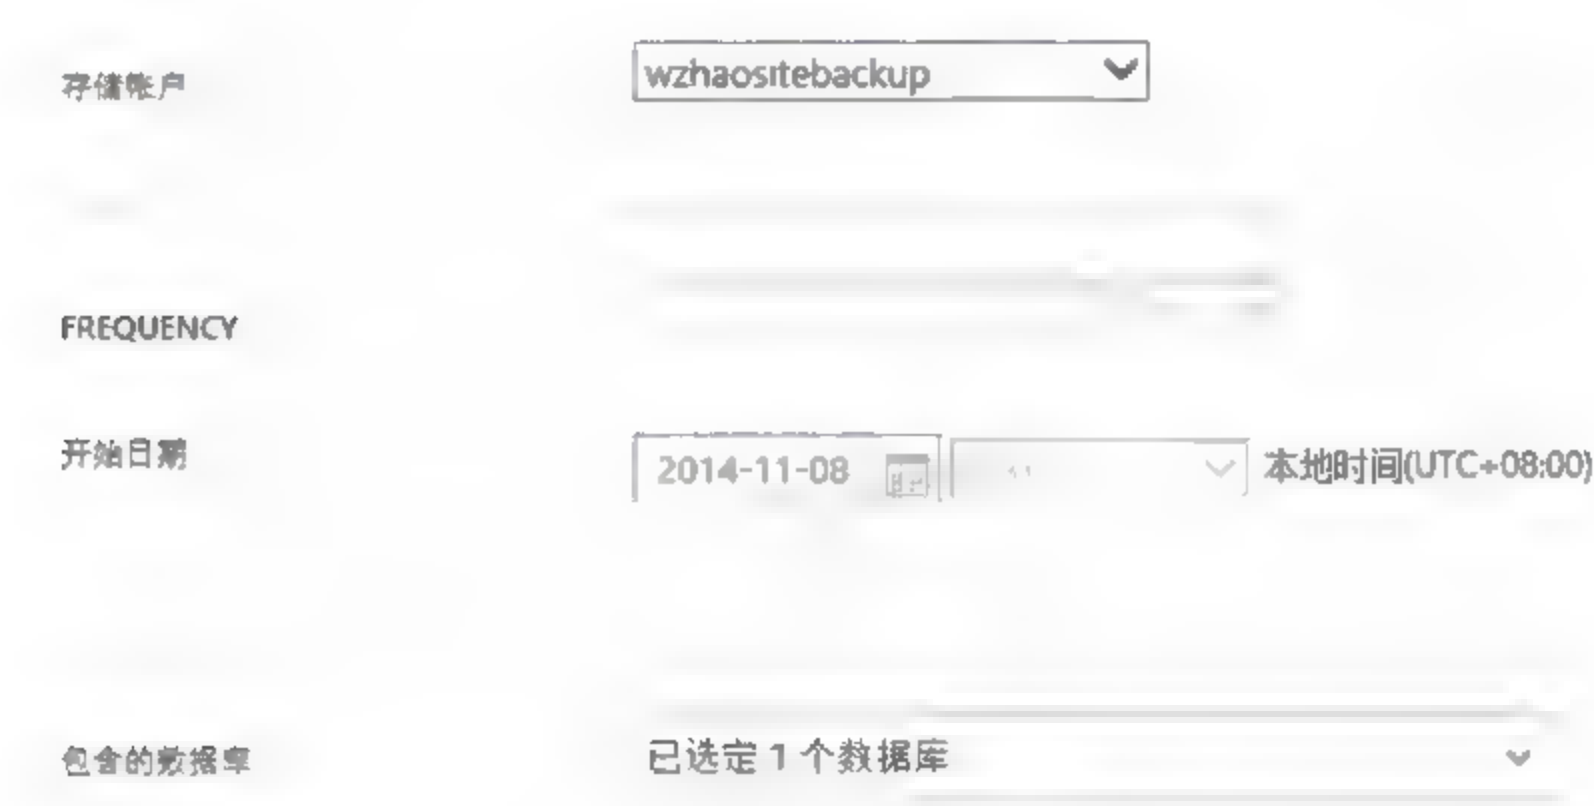 存储帐户 wzhaositebackup
FREQUENCY
开始日期 2014-11-08 本地时间(UTC+08:00)
包含的数据库 已选定 1 个数据库